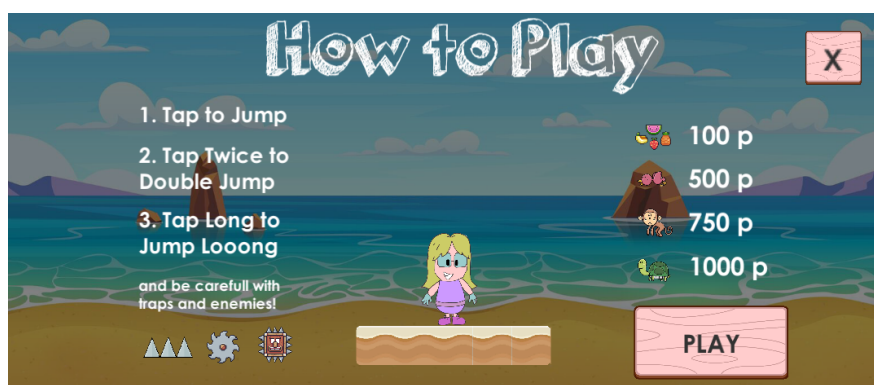 How to Play
X
1. Tap to Jump
2. Tap Twice to
Double Jump
3. Tap Long to
Jump Looong
and be carefull with
traps and enemies!
100 p
500 p
750 p
1000 p
PLAY